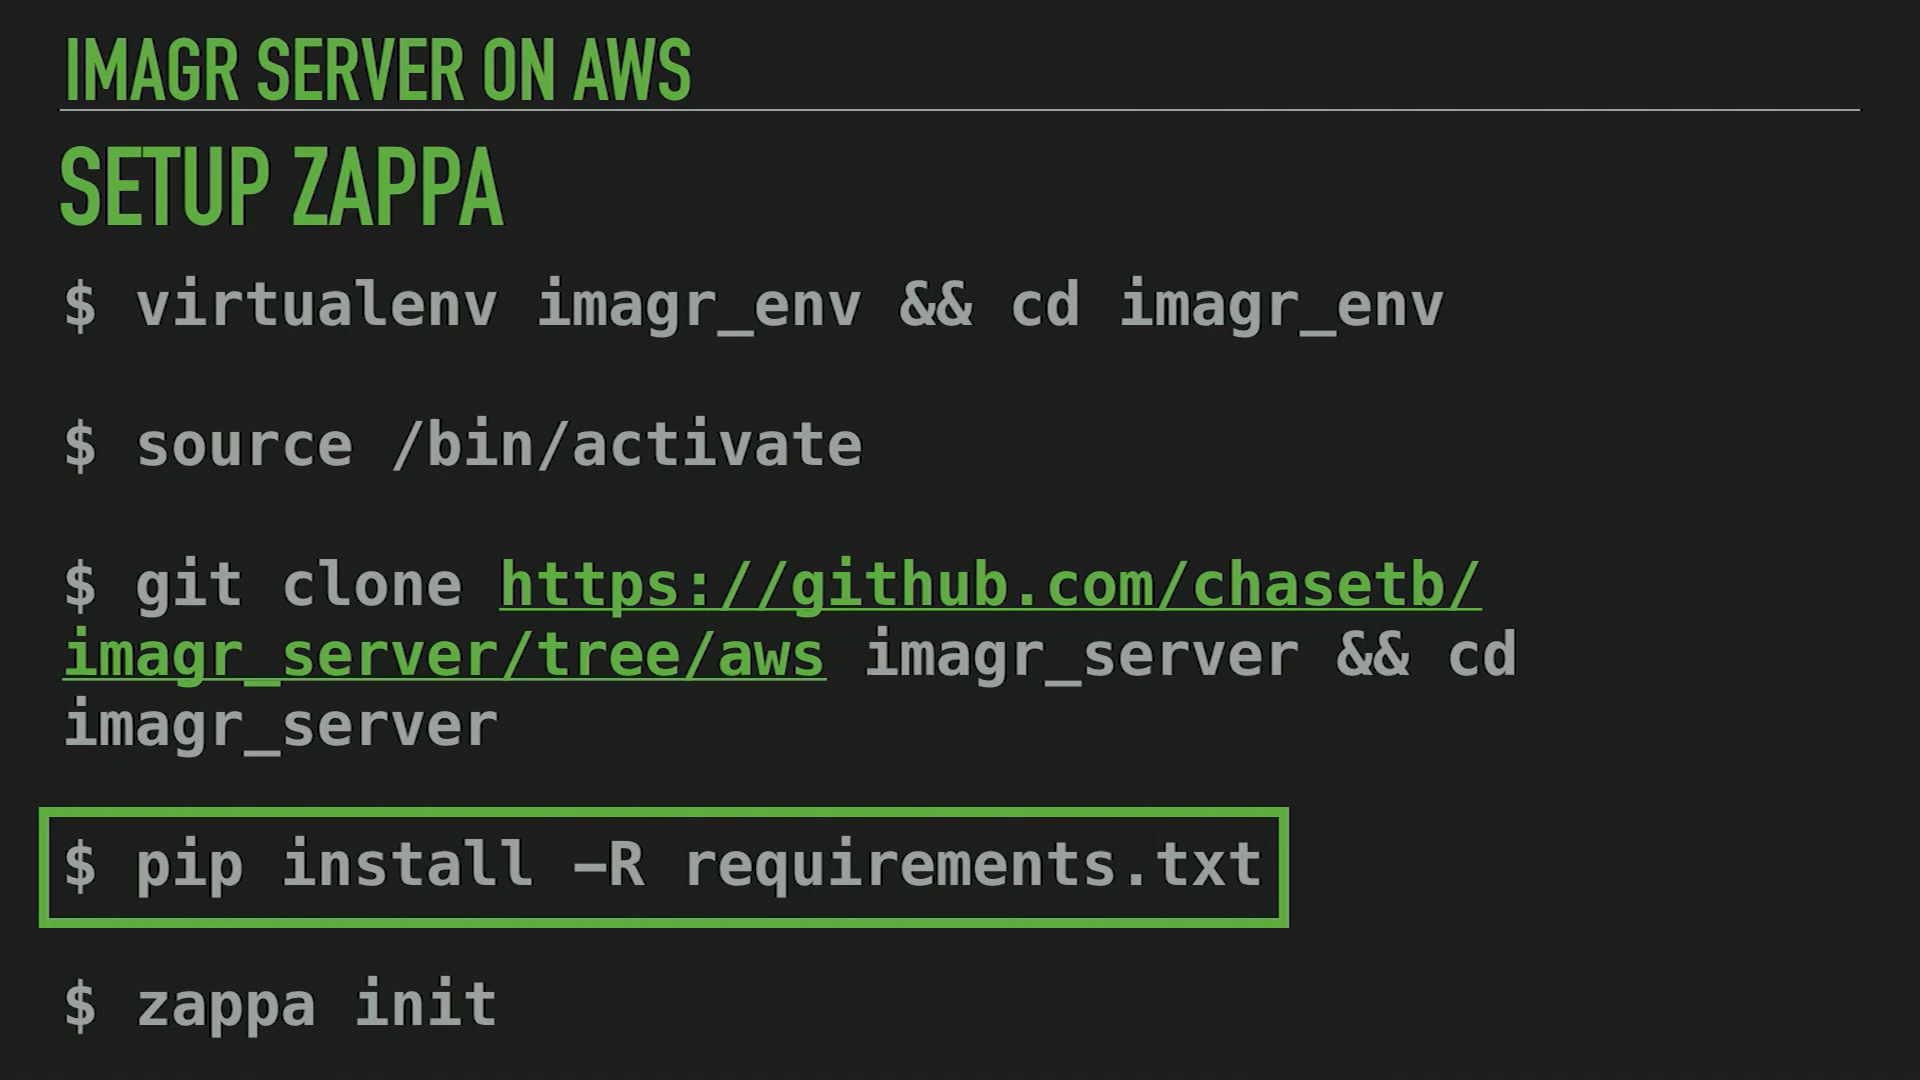 IMAGR SERVER ON AWS
SETUP ZAPPA
$ virtualenv imagr_env && cd imagr_env
$ source /bin/activate
$ git clone https://github.com/chasetb/
imagr_server/tree/aws imagr_server && cd
imagr_server
$ pip install -R requirements.txt
$ zappa init